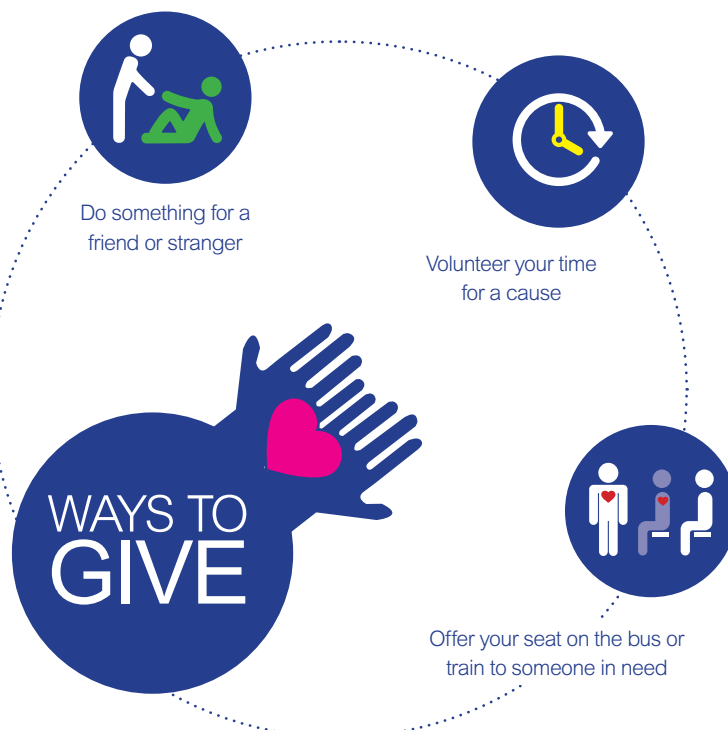 Do something for a
friend or stranger
Volunteer your time
for a cause
WAYS TO
GIVE
Offer your seat on the bus or
train to someone in need